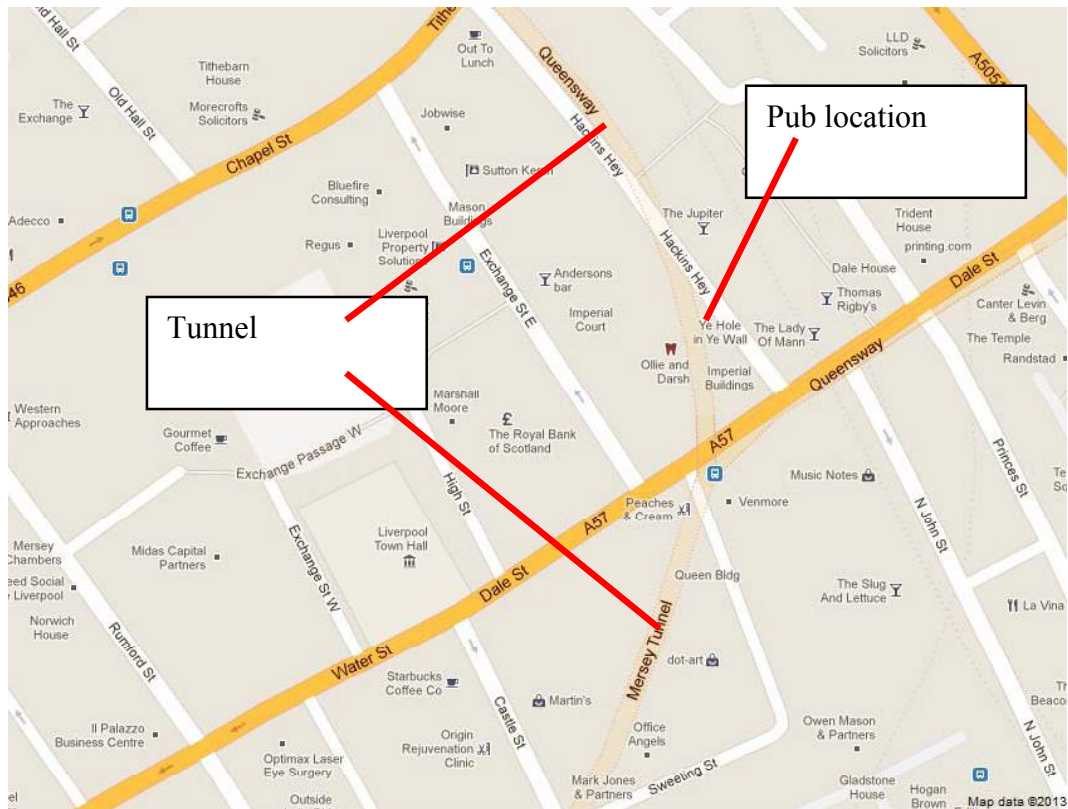 Old Hall St
Tithebarn
House
The
Exchange
Old Hall St
Morecrofts
Solicitors
Chapel St
Out To
Lunch
Jobwise
Queensway
Hackins Hey
LLD
Solicitors
Pub location
Sutton
Bluefire
Consulting
Mason
Buildings
Adecco
Regus
Liverpool
Property
Solutions
The Jupiter
Hackins Hey
Trident
House
printing.com
Dale St
Dale House
46
Exchange St E
Andersons
bar
Imperial
Court
Tunnel
Thomas
Rigby's
Canter Levin
& Berg
Ye Hole
in Ye Wall
The Lady
Of Mann
The Temple
Randstad
Queensway
Ollie and
Darsh
Imperial
Buildings
Marshall
Moore
Western
Approaches
Gourmet
Coffee
Exchange Passage W
The Royal Bank
of Scotland
A57
Princes St
Music Notes
High St
Peaches
& Cream
Venmore
A57
N John St
Exchange St W
Liverpool
Town Hall
Mersey
Chambers
Midas Capital
Partners
Queen Bldg
Dale St
eed Social
e Liverpool
The Slug
And Lettuce
La Vina
Norwich
House
Rumford St
Water St
Mersey Tunnel
dot-art
Starbucks
Coffee Co
Martin's
Castle St
Il Palazzo
Business Centre
Origin
Rejuvenation
Clinic
Office
Angels
Owen Mason
& Partners
N John St
Optimax Laser
Eye Surgery
Mark Jones
& Partners
Sweeting St
Gladstone
House
Hogan
Brown
Outside
Map data ©2013